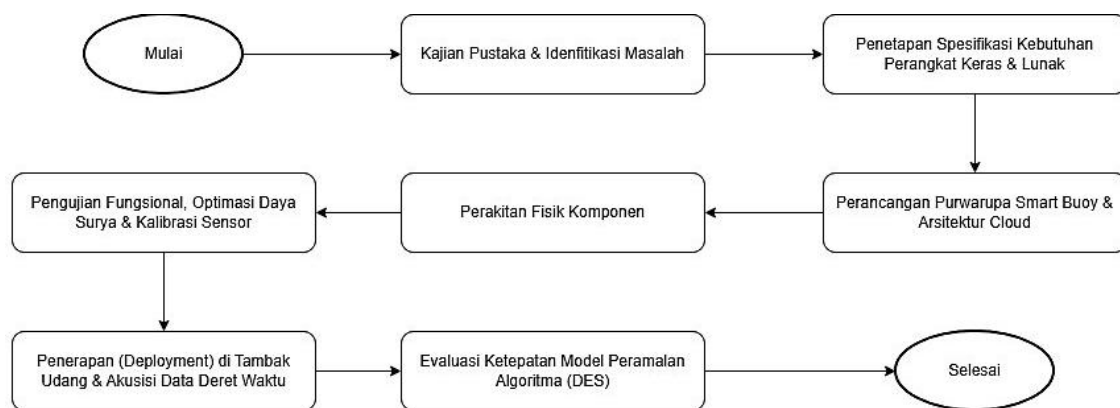 Mulai
Kajian Pustaka & Idenfitikasi Masalah
Penetapan Spesifikasi Kebutuhan
Perangkat Keras & Lunak
Perancangan Purwarupa Smart Buoy &
Arsitektur Cloud
Perakitan Fisik Komponen
Pengujian Fungsional, Optimasi Daya
Surya & Kalibrasi Sensor
Penerapan (Deployment) di Tambak
Udang & Akusisi Data Deret Waktu
Evaluasi Ketepatan Model Peramalan
Algoritma (DES)
Selesai